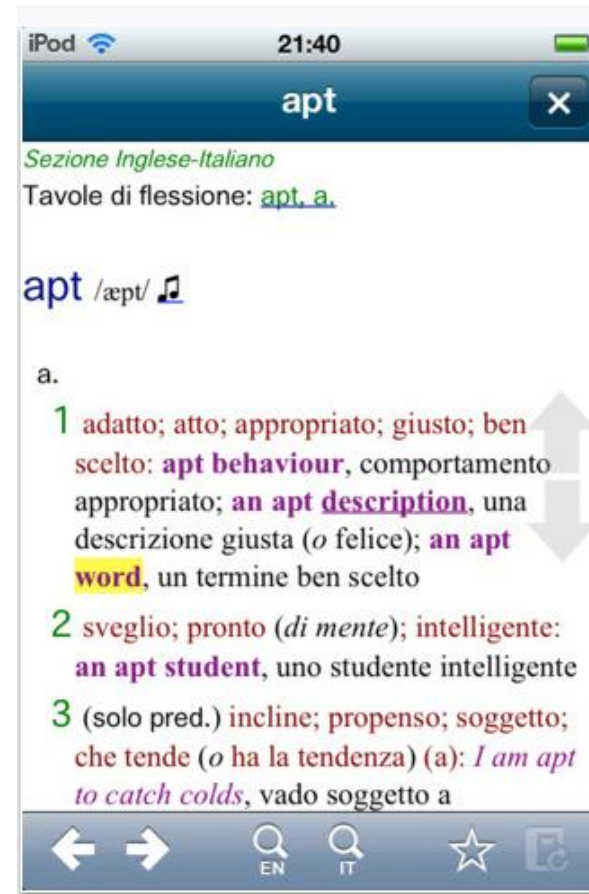 iPod 21:40
apt
Sezione Inglese-Italiano
Tavole di flessione: apt, a.
apt /æpt/
a.
1 adatto; atto; appropriato; giusto; ben
scelto: apt behaviour, comportamento
appropriato; an apt description, una
descrizione giusta (o felice); an apt
word, un termine ben scelto
2 sveglio; pronto (di mente); intelligente:
an apt student, uno studente intelligente
3 (solo pred.) incline; propenso; soggetto;
che tende (o ha la tendenza) (a): I am apt
to catch colds, vado soggetto a
EN IT